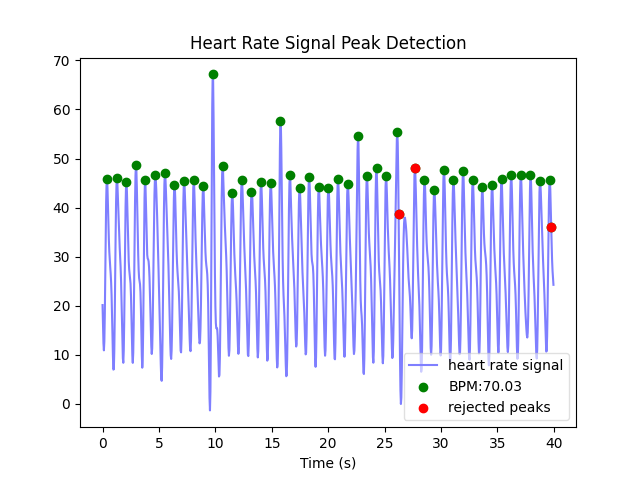 Heart Rate Signal Peak Detection
70
60
50
40
30
20
10
0
heart rate signal
BPM:70.03
rejected peaks
0 5 10 15 20 25 30 35 40
Time (s)